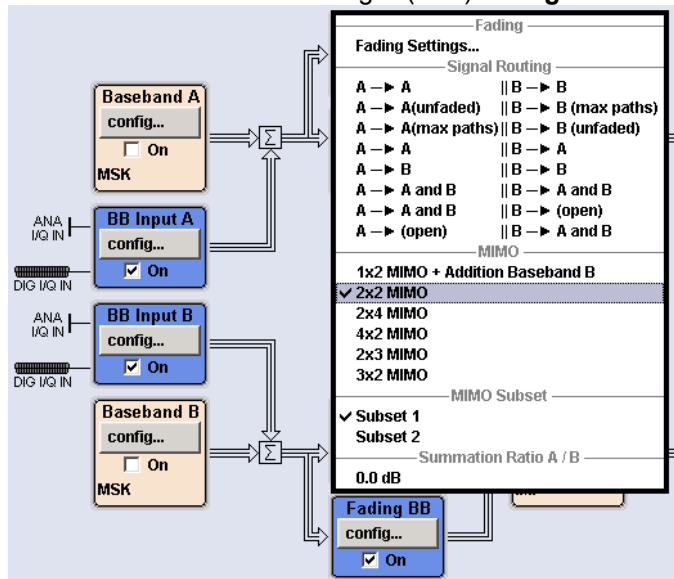 Baseband A
config...
On
MSK
ANA
I/Q IN
BB Input A
config...
On
DIG I/Q IN
ANA
I/Q IN
BB Input B
config...
On
DIG I/Q IN
Baseband B
config...
On
MSK
Σ
Σ
Fading
Fading Settings...
Signal Routing
A —► A || B —► B
A —► A(unfaded) || B —► B (max paths)
A —► A(max paths) || B —► B (unfaded)
A —► A || B —► A
A —► B || B —► B
A —► A and B || B —► A and B
A —► A and B || B —► (open)
A —► (open) || B —► A and B
MIMO
1x2 MIMO + Addition Baseband B
2x2 MIMO
2x4 MIMO
4x2 MIMO
2x3 MIMO
3x2 MIMO
MIMO Subset
Subset 1
Subset 2
Summation Ratio A / B
0.0 dB
Fading BB
config...
On